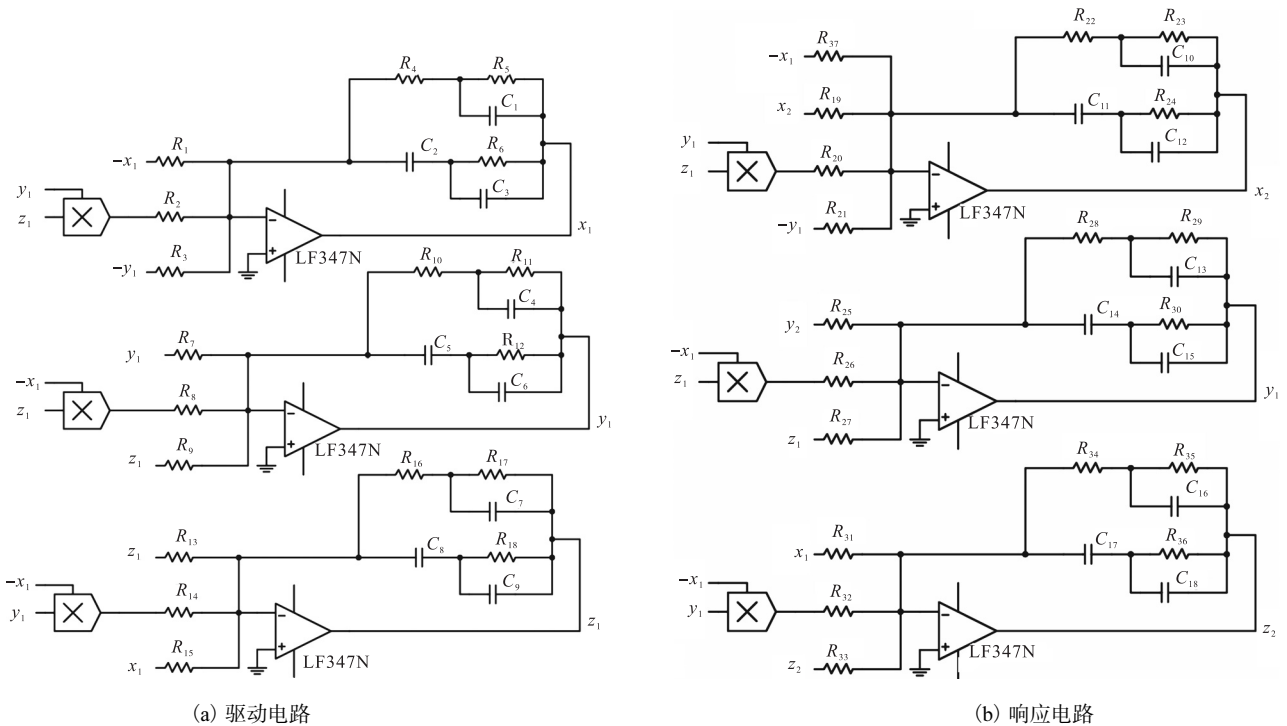 R₄
R₅
C₁
R₁
−x₁
C₂
R₆
C₃
y₁
z₁
R₂
R₃
−y₁
LF347N
x₁
R₁₀
R₁₁
C₄
R₇
y₁
C₅
R₁₂
C₆
−x₁
z₁
R₈
R₉
z₁
LF347N
y₁
R₁₆
R₁₇
C₇
R₁₃
z₁
C₈
R₁₈
C₉
−x₁
y₁
R₁₄
R₁₅
x₁
LF347N
z₁
(a) 驱动电路
R₂₂
R₂₃
C₁₀
R₃₇
−x₁
R₁₉
x₂
C₁₁
R₂₄
C₁₂
y₁
z₁
R₂₀
R₂₁
−y₁
LF347N
x₂
R₂₈
R₂₉
C₁₃
R₂₅
y₂
C₁₄
R₃₀
C₁₅
−x₁
z₁
R₂₆
R₂₇
z₁
LF347N
y₁
R₃₄
R₃₅
C₁₆
R₃₁
x₁
C₁₇
R₃₆
C₁₈
−x₁
y₁
R₃₂
R₃₃
z₂
LF347N
z₂
(b) 响应电路